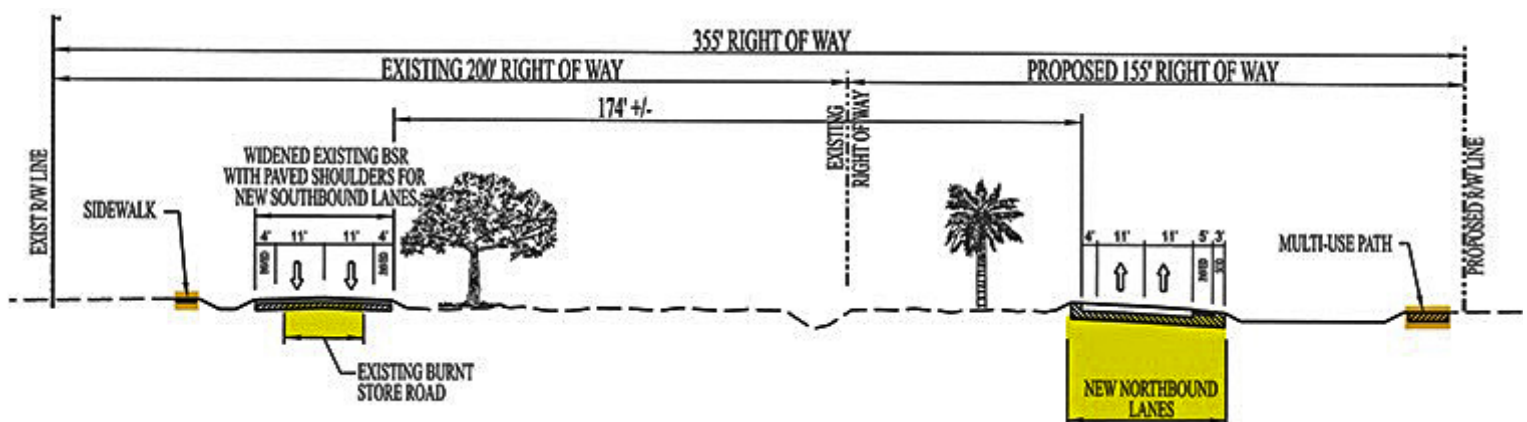 355' RIGHT OF WAY
EXISTING 200' RIGHT OF WAY
PROPOSED 155' RIGHT OF WAY
174' +/-
EXIST R/W LINE
EXISTING
RIGHT OF WAY
PROPOSED R/W LINE
WIDENED EXISTING BSR
WITH PAVED SHOULDERS FOR
NEW SOUTHBOUND LANES.
SIDEWALK
4' 11' 11' 4'
4' 11' 11' 5' 3'
MULTI-USE PATH
EXISTING BURNT
STORE ROAD
NEW NORTHBOUND
LANES